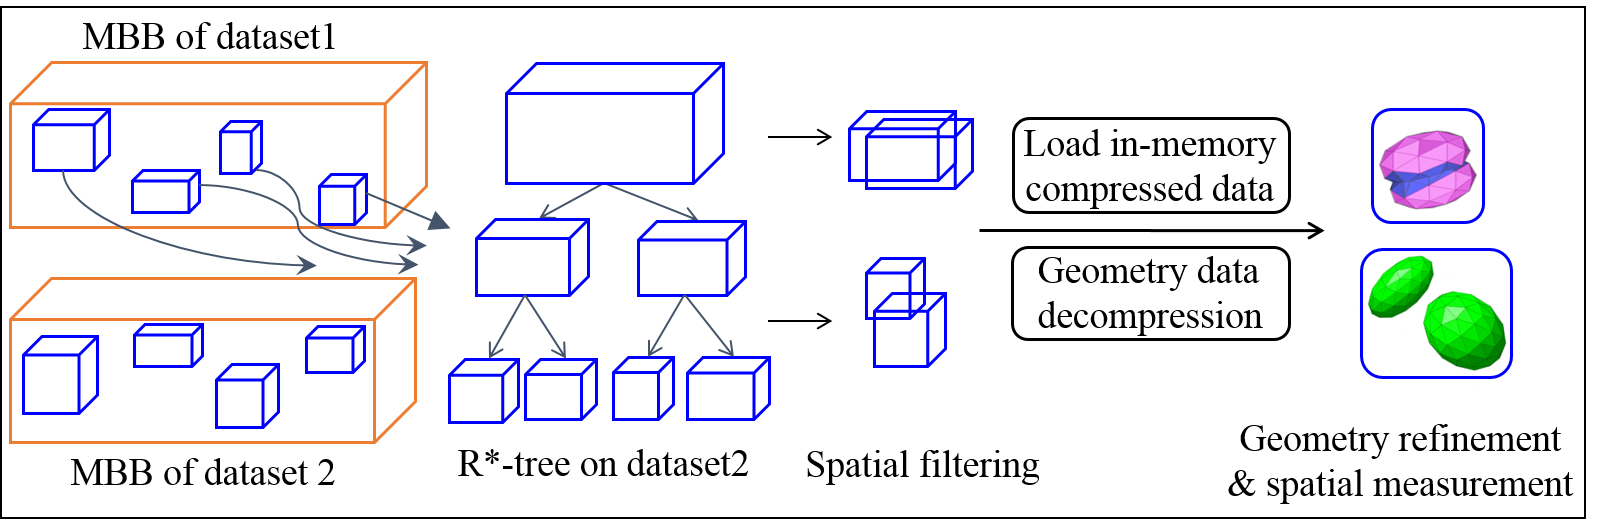 MBB of dataset1
MBB of dataset 2
R*-tree on dataset2
Spatial filtering
Load in-memory
compressed data
Geometry data
decompression
Geometry refinement
& spatial measurement